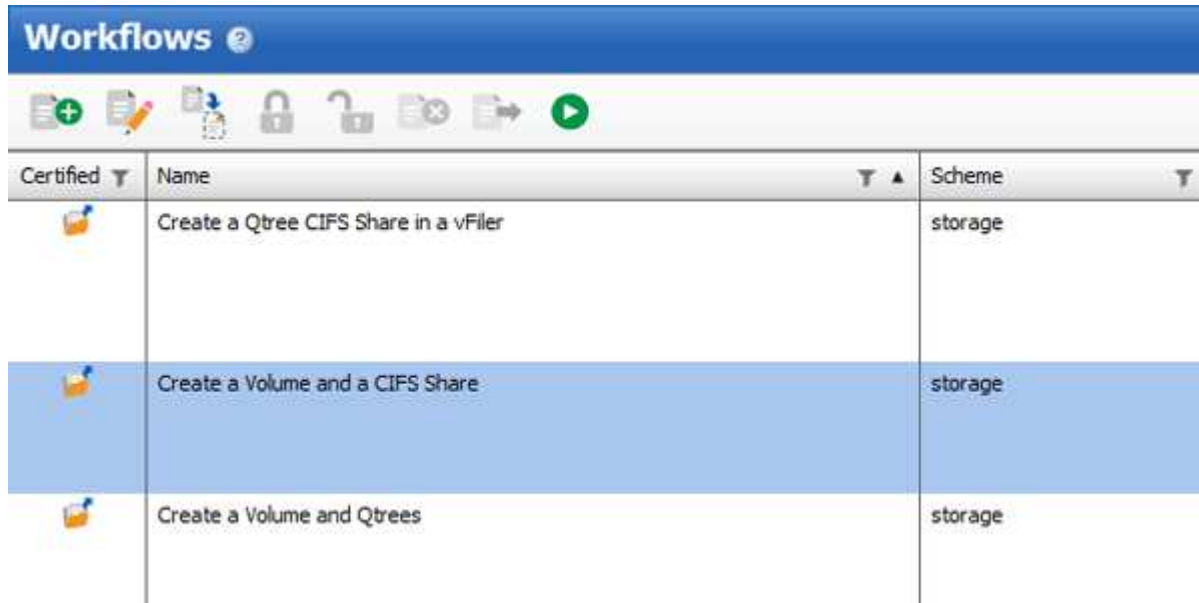 Workflows ?
Certified Name Scheme
Create a Qtree CIFS Share in a vFiler storage
Create a Volume and a CIFS Share storage
Create a Volume and Qtrees storage